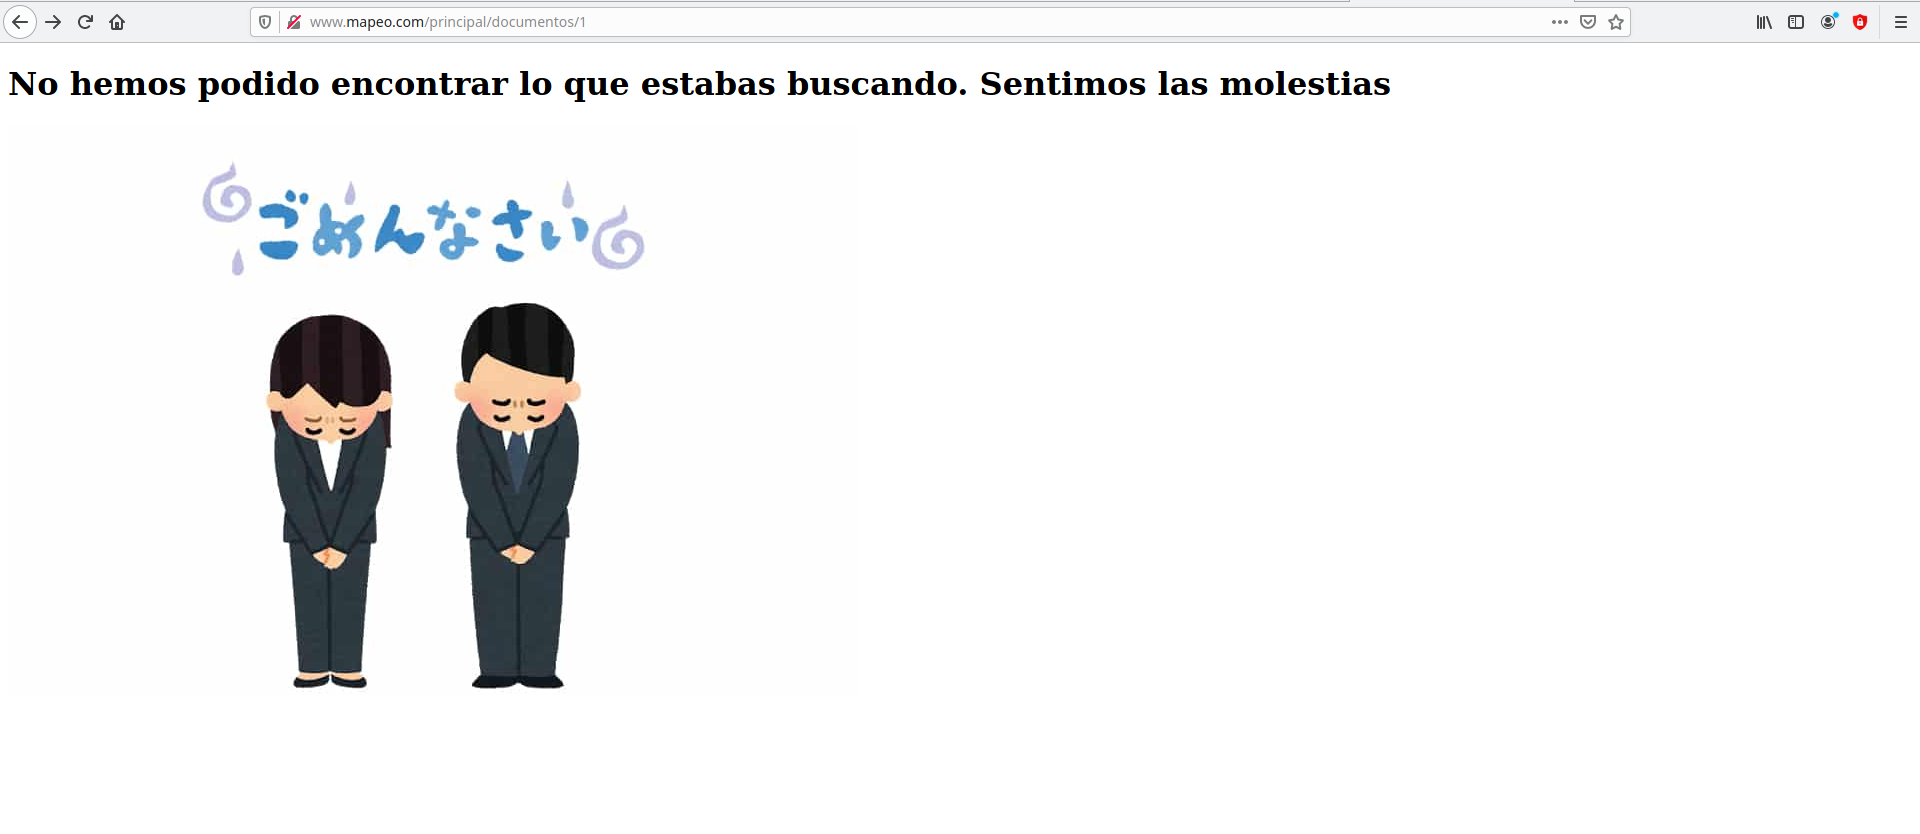 www.mapeo.com/principal/documentos/1
No hemos podido encontrar lo que estabas buscando. Sentimos las molestias
ごめんなさい